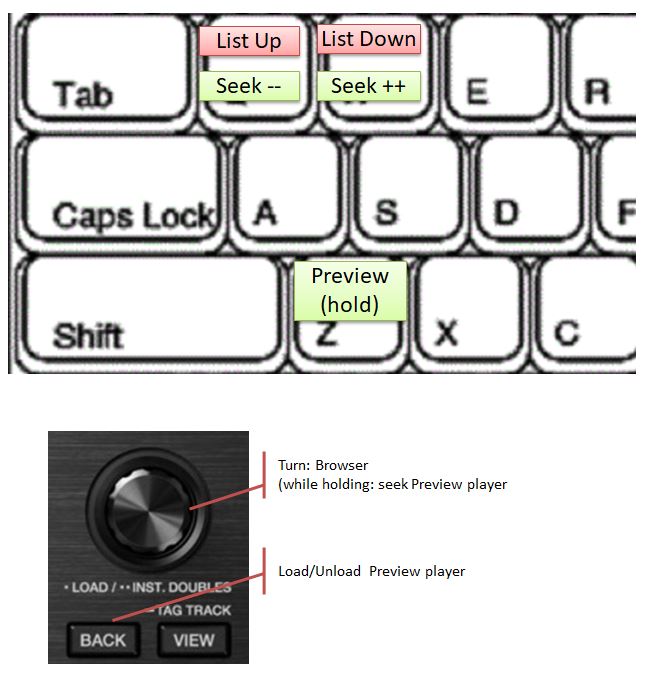 List Up List Down
Tab Seek -- Seek ++ E R
Caps Lock A S D F
Preview
(hold)
Shift Z X C
Turn: Browser
(while holding: seek Preview player
Load/Unload Preview player
• LOAD / •• INST. DOUBLES
—TAG TRACK
BACK VIEW